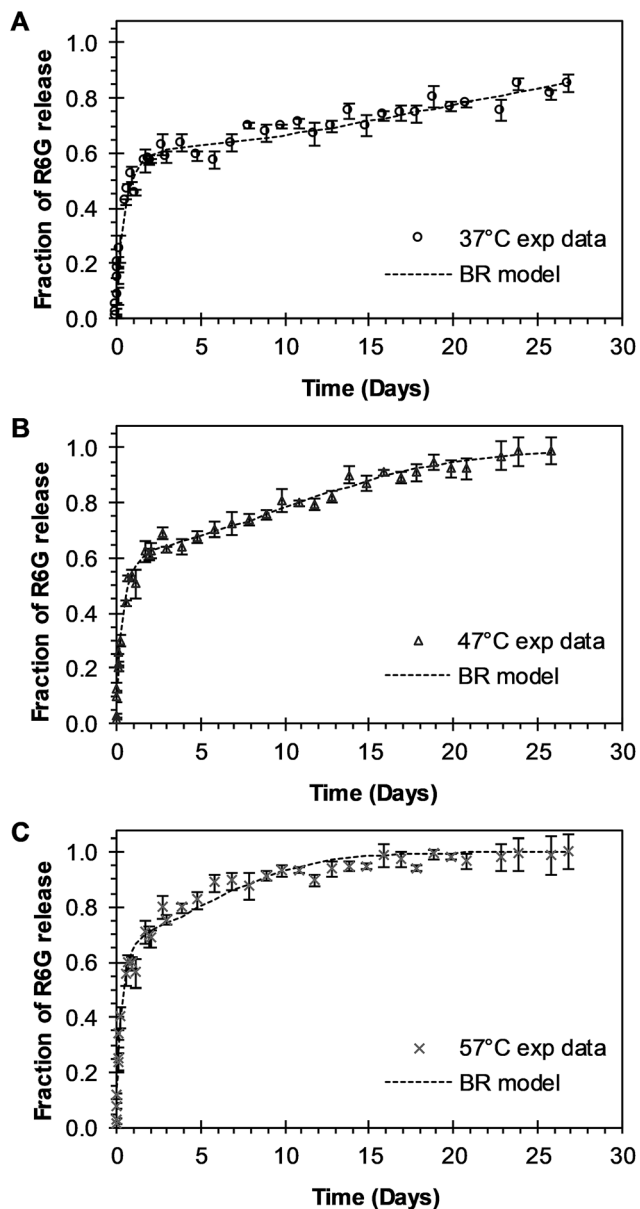 A
Fraction of R6G release
1.0
0.8
0.6
0.4
0.2
0.0
37°C exp data
BR model
0 5 10 15 20 25 30
Time (Days)
B
Fraction of R6G release
1.0
0.8
0.6
0.4
0.2
0.0
47°C exp data
BR model
0 5 10 15 20 25 30
Time (Days)
C
Fraction of R6G release
1.0
0.8
0.6
0.4
0.2
0.0
57°C exp data
BR model
0 5 10 15 20 25 30
Time (Days)